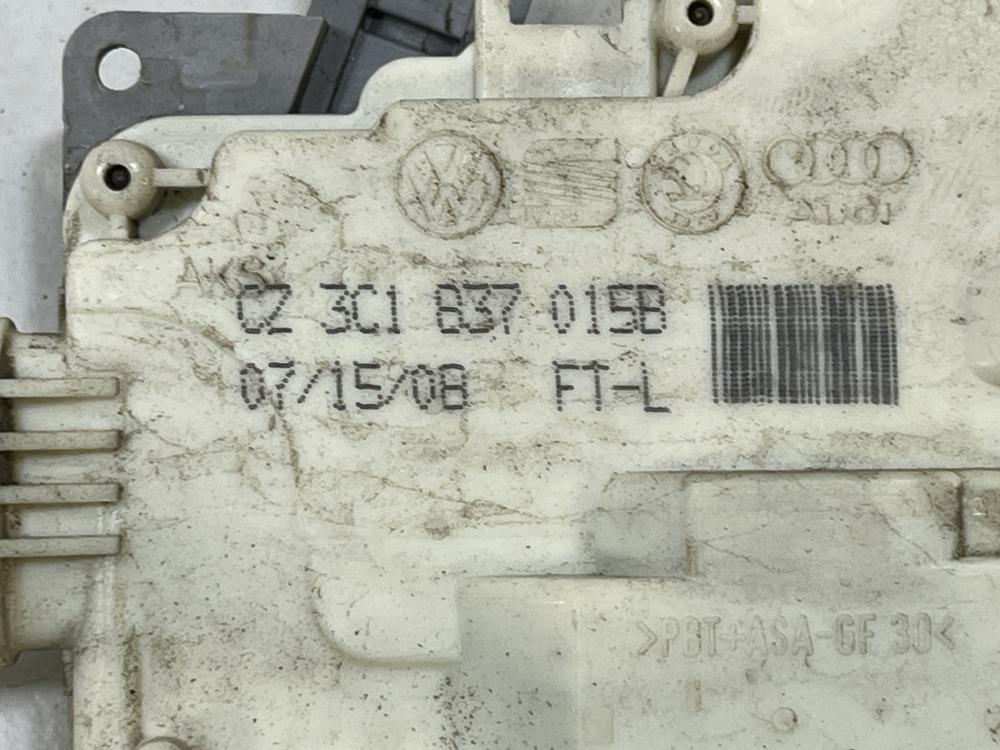 AKS
CZ 3C1 837 015B
07/15/08 FT-L
>PBT+ASA-GF 30<